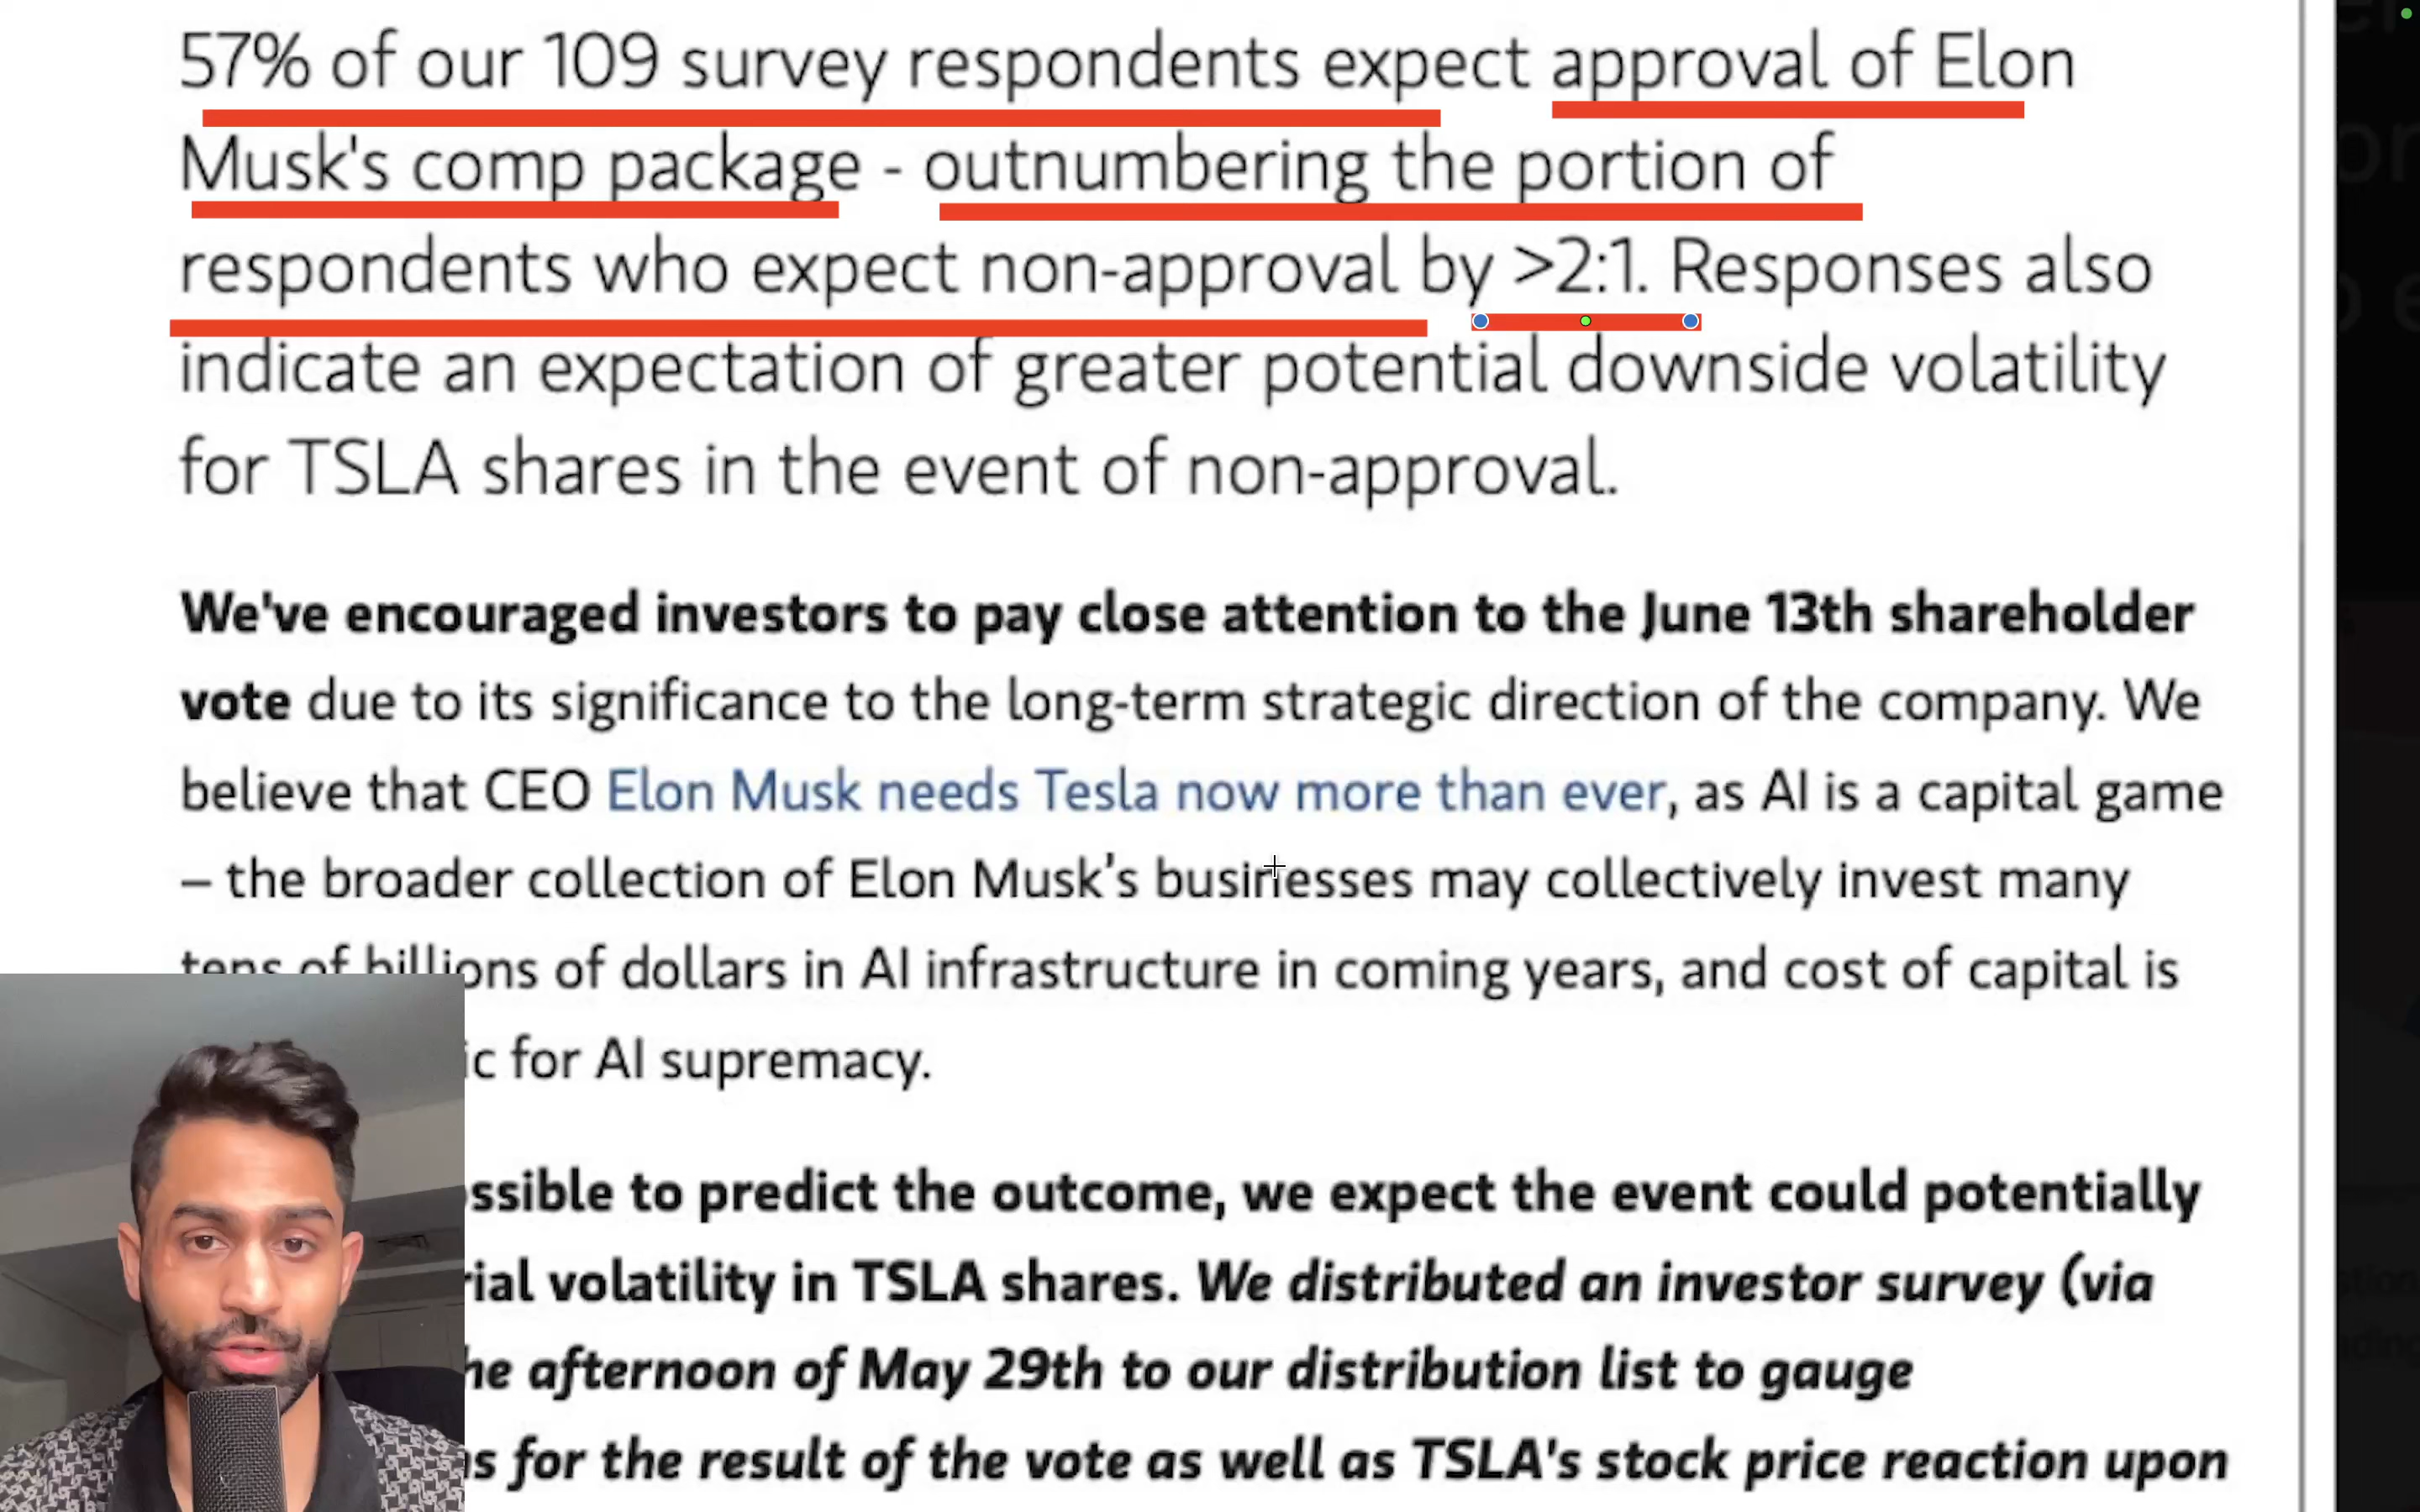 57% of our 109 survey respondents expect approval of Elon
Musk's comp package - outnumbering the portion of
respondents who expect non-approval by >2:1. Responses also
indicate an expectation of greater potential downside volatility
for TSLA shares in the event of non-approval.
We've encouraged investors to pay close attention to the June 13th shareholder
vote due to its significance to the long-term strategic direction of the company. We
believe that CEO Elon Musk needs Tesla now more than ever, as AI is a capital game
– the broader collection of Elon Musk's businesses may collectively invest many
tens of billions of dollars in AI infrastructure in coming years, and cost of capital is
ic for AI supremacy.
ssible to predict the outcome, we expect the event could potentially
rial volatility in TSLA shares. We distributed an investor survey (via
he afternoon of May 29th to our distribution list to gauge
s for the result of the vote as well as TSLA's stock price reaction upon